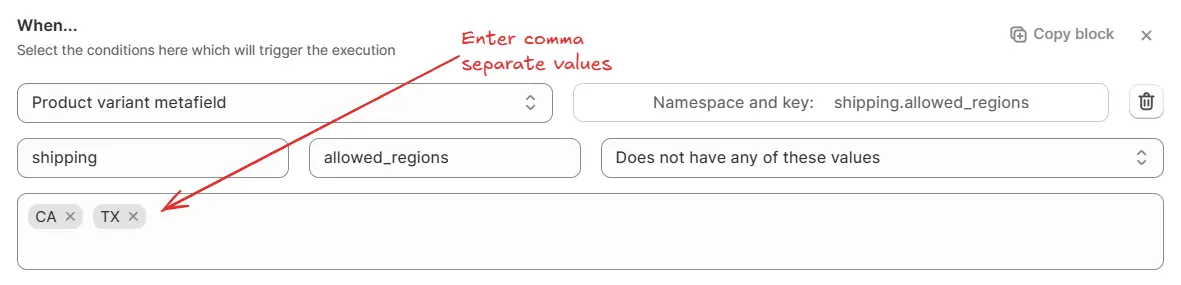 When...
Select the conditions here which will trigger the execution
Enter comma
separate values
Copy block
Product variant metafield
Namespace and key: shipping.allowed_regions
shipping
allowed_regions
Does not have any of these values
CA
TX